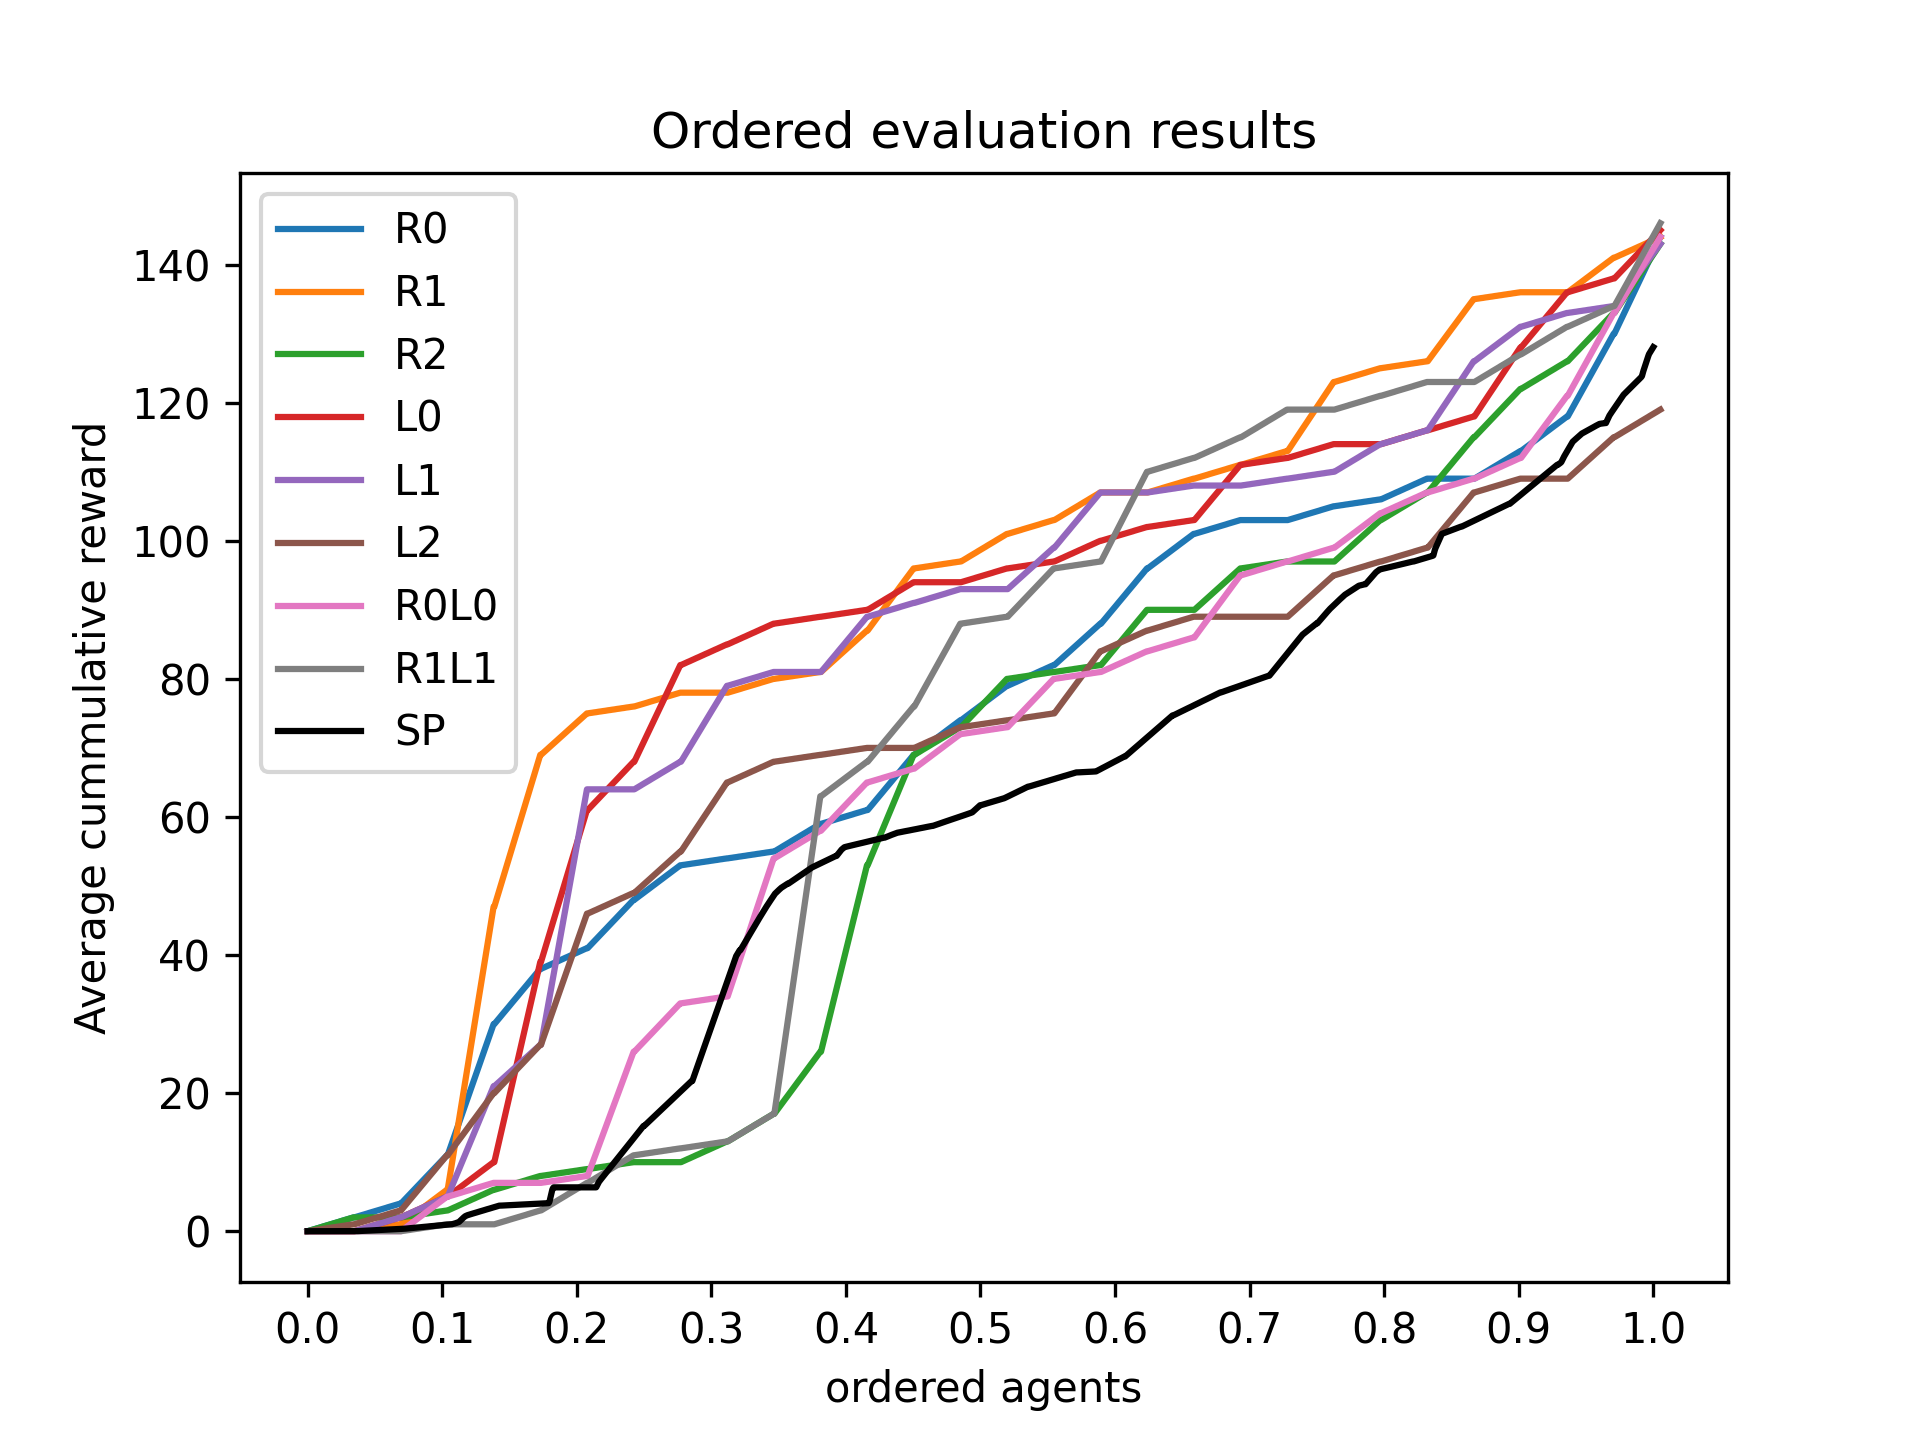 Ordered evaluation results
R0
R1
R2
L0
L1
L2
R0L0
R1L1
SP
140
120
100
80
60
40
20
0
Average cummulative reward
0.0 0.1 0.2 0.3 0.4 0.5 0.6 0.7 0.8 0.9 1.0
ordered agents